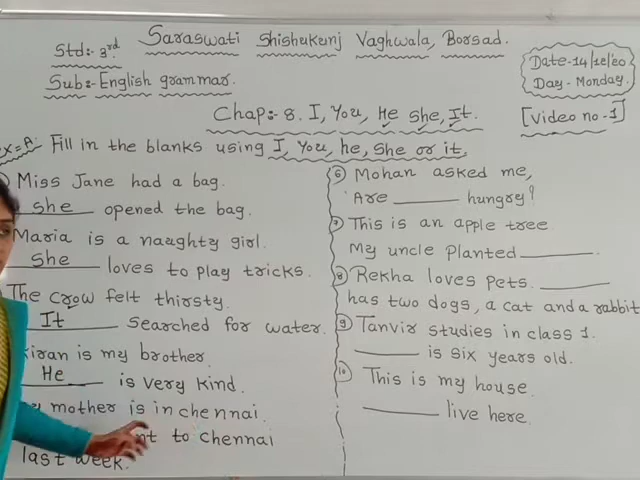 Saraswati Shishukunj Vaghwala, Borsad.
Std:- 3rd
Sub:- English grammar.
Date-14/12/20
Day - Monday.
Chap:- 8. I, You, He She, It.
[Video no -1]
Ex=A: Fill in the blanks using I, You, he, She or it.
Miss Jane had a bag.
She opened the bag.
Maria is a naughty girl.
She loves to play tricks.
The crow felt thirsty.
It searched for water.
Kiran is my brother.
He is very kind.
my mother is in chennai.
nt to chennai
last week.
6 Mohan asked me,
Are ______ hungry?
7 This is an apple tree.
My uncle planted ______.
8 Rekha loves pets. ______
has two dogs, a cat and a rabbit
9 Tanvir studies in class 1.
______ is six years old.
10 This is my house.
______ live here.